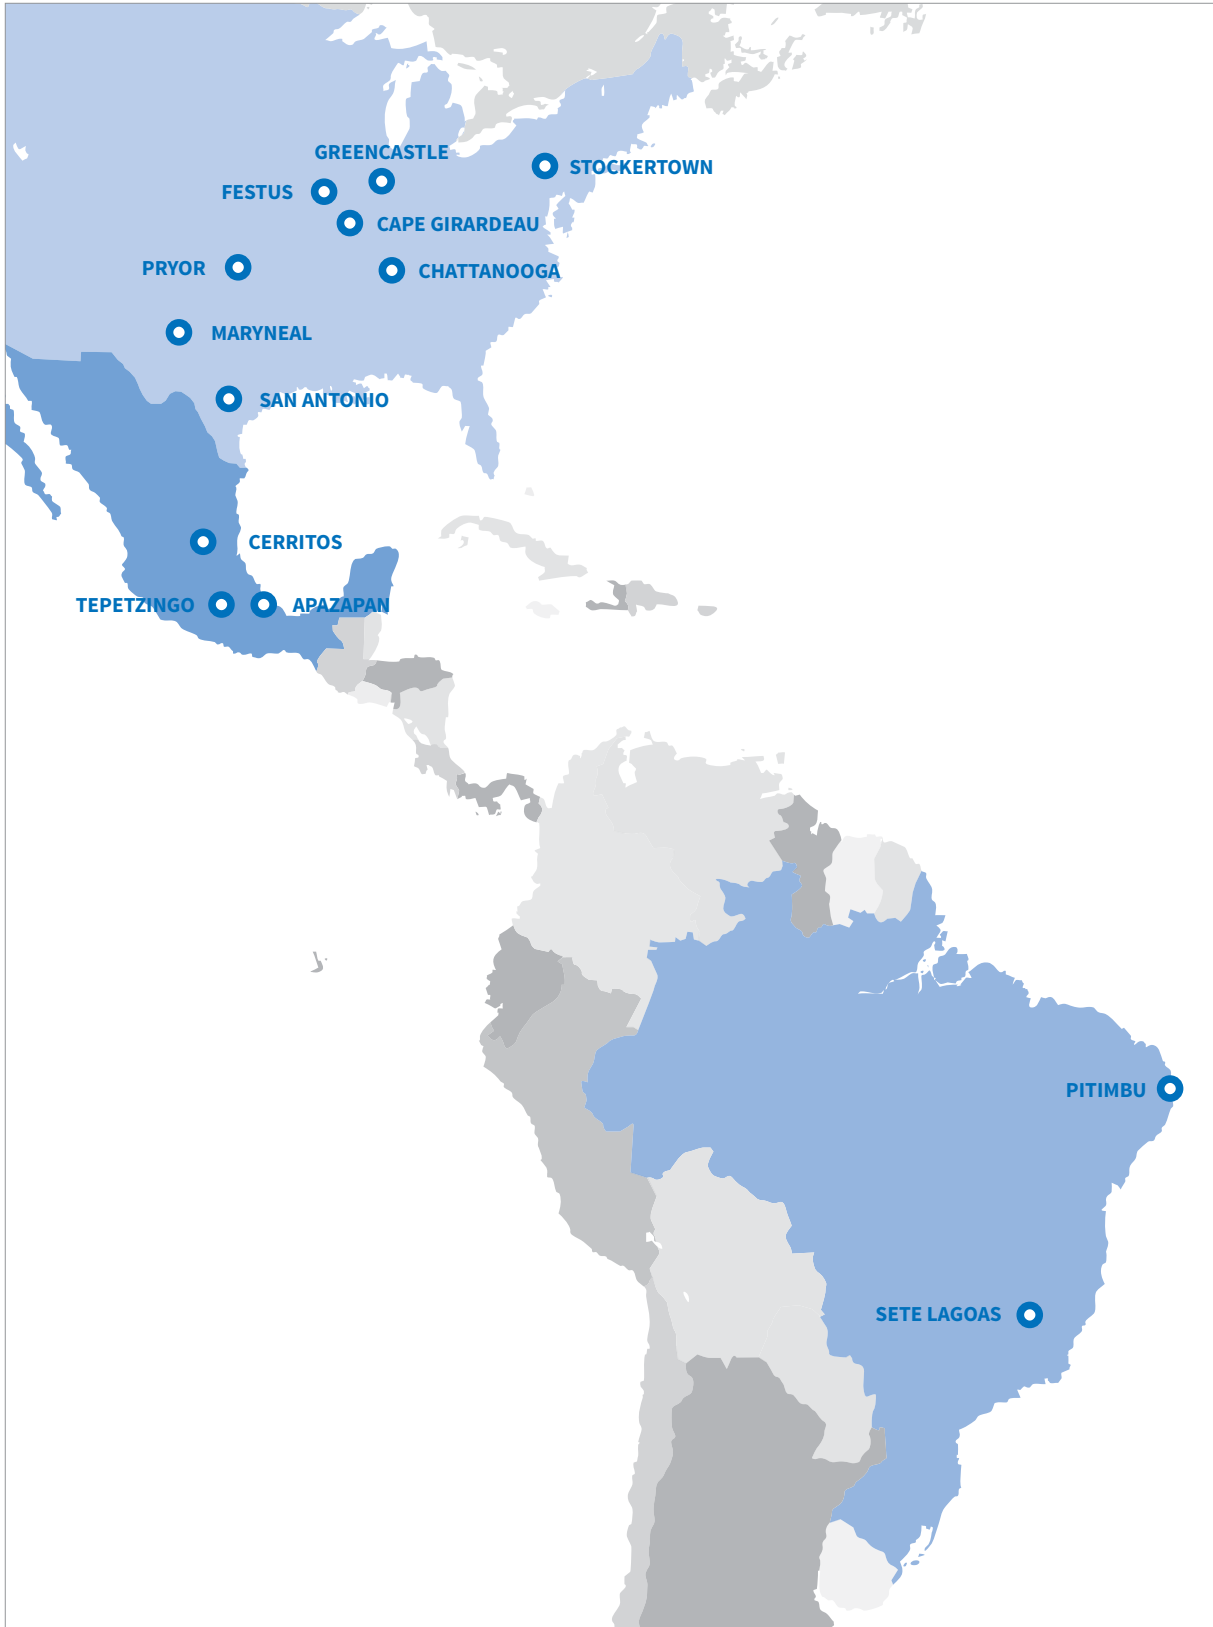 GREENCASTLE
STOCKERTOWN
FESTUS
CAPE GIRARDEAU
PRYOR
CHATTANOOGA
MARYNEAL
SAN ANTONIO
CERRITOS
TEPETZINGO
APAZAPAN
PITIMBU
SETE LAGOAS